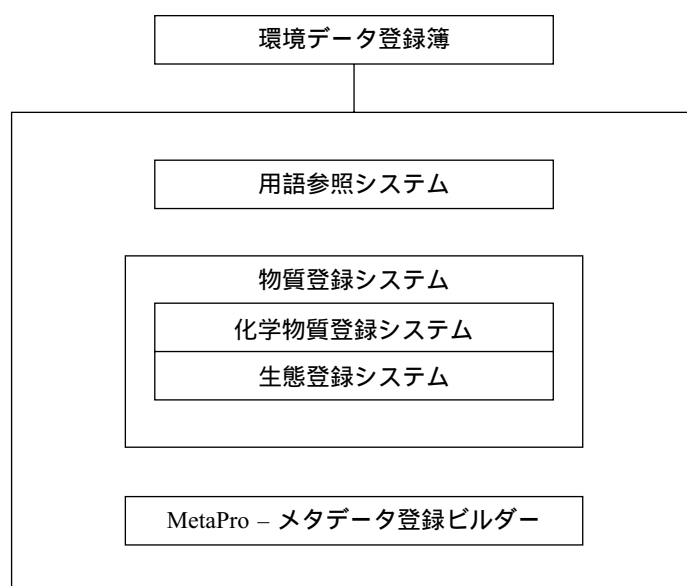 環境データ登録簿
用語参照システム
物質登録システム
化学物質登録システム
生態登録システム
MetaPro – メタデータ登録ビルダー